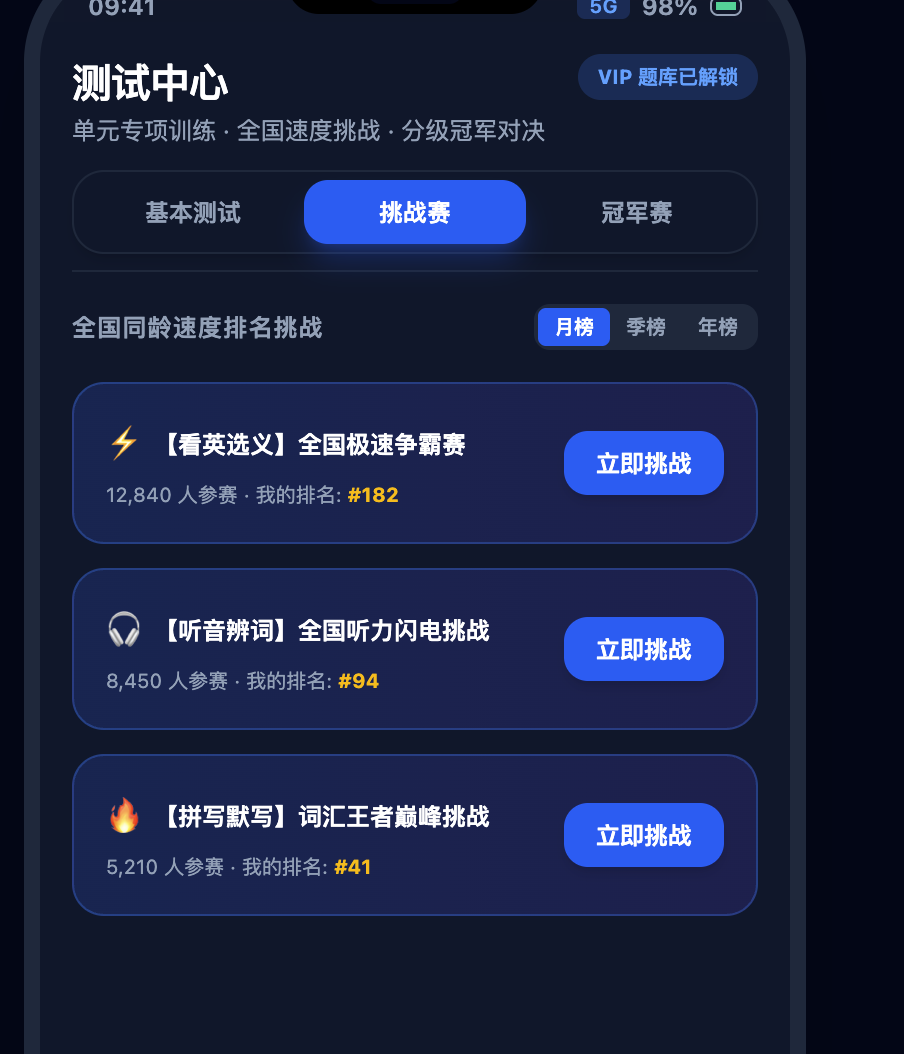 09:41
5G 98%
测试中心
VIP 题库已解锁
单元专项训练 · 全国速度挑战 · 分级冠军对决
基本测试 挑战赛 冠军赛
全国同龄速度排名挑战
月榜 季榜 年榜
【看英选义】全国极速争霸赛
12,840 人参赛 · 我的排名: #182
立即挑战
【听音辨词】全国听力闪电挑战
8,450 人参赛 · 我的排名: #94
立即挑战
【拼写默写】词汇王者巅峰挑战
5,210 人参赛 · 我的排名: #41
立即挑战